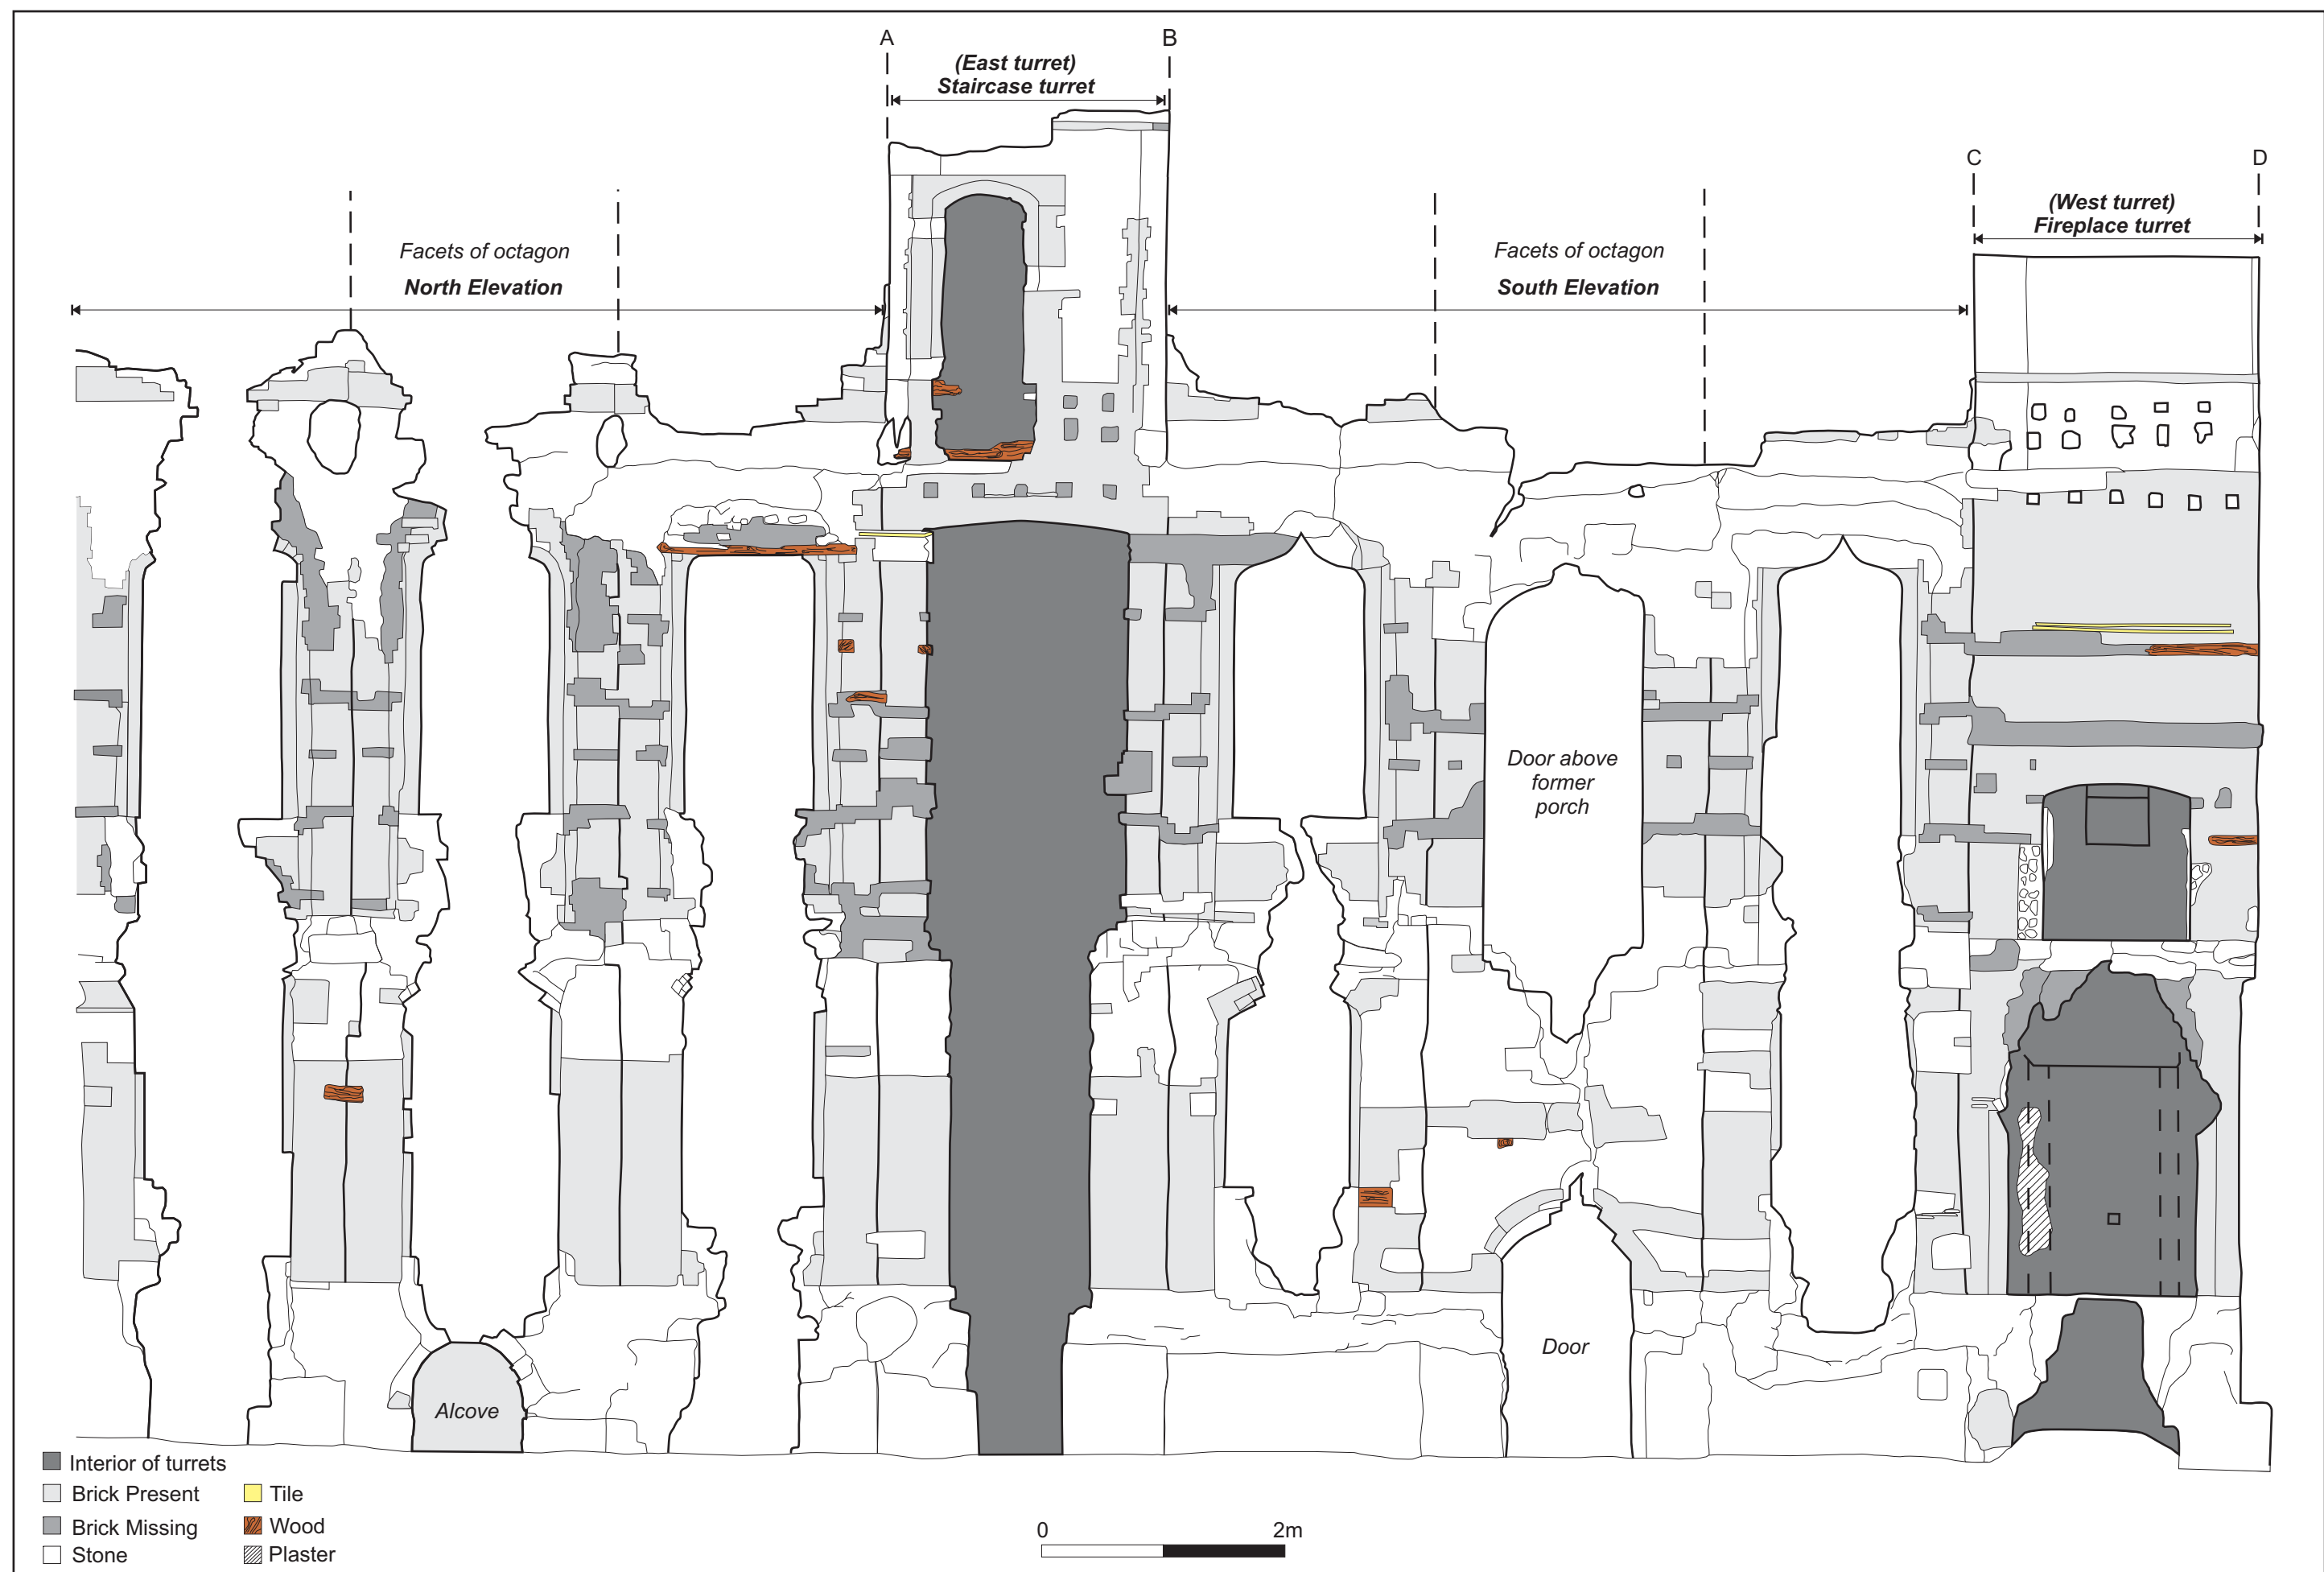 A
B
(East turret)
Staircase turret
C
D
(West turret)
Fireplace turret
Facets of octagon
North Elevation
Facets of octagon
South Elevation
Door above
former
porch
Door
Alcove
Interior of turrets
Brick Present
Tile
Brick Missing
Wood
Stone
Plaster
0
2m